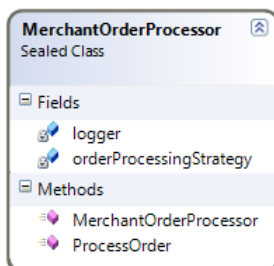 MerchantOrderProcessor
Sealed Class
Fields
logger
orderProcessingStrategy
Methods
MerchantOrderProcessor
ProcessOrder